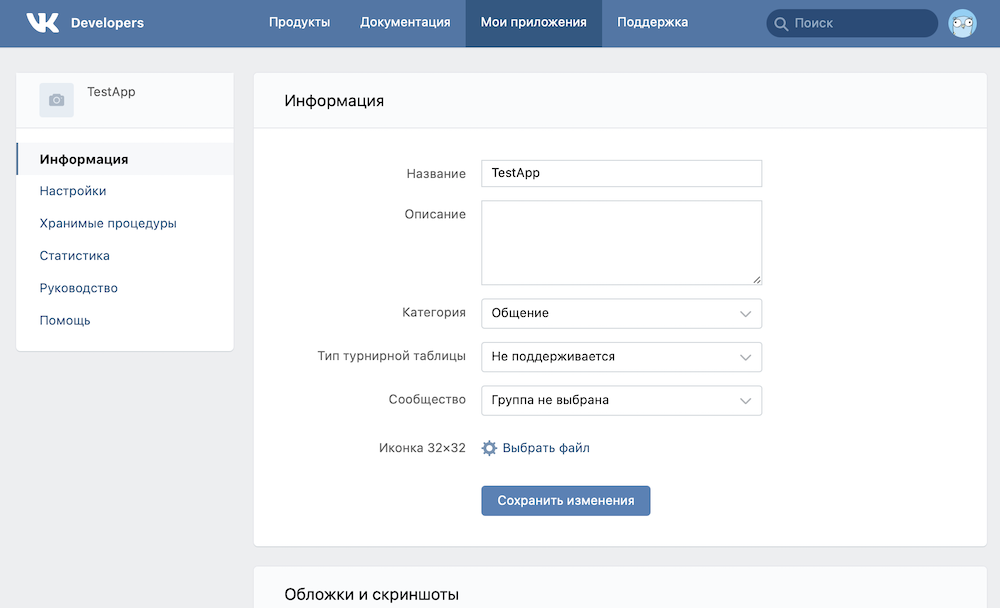 VK Developers
Продукты
Документация
Мои приложения
Поддержка
Поиск
TestApp
Информация
Настройки
Хранимые процедуры
Статистика
Руководство
Помощь
Информация
Название TestApp
Описание
Категория Общение
Тип турнирной таблицы Не поддерживается
Сообщество Группа не выбрана
Иконка 32×32 Выбрать файл
Сохранить изменения
Обложки и скриншоты